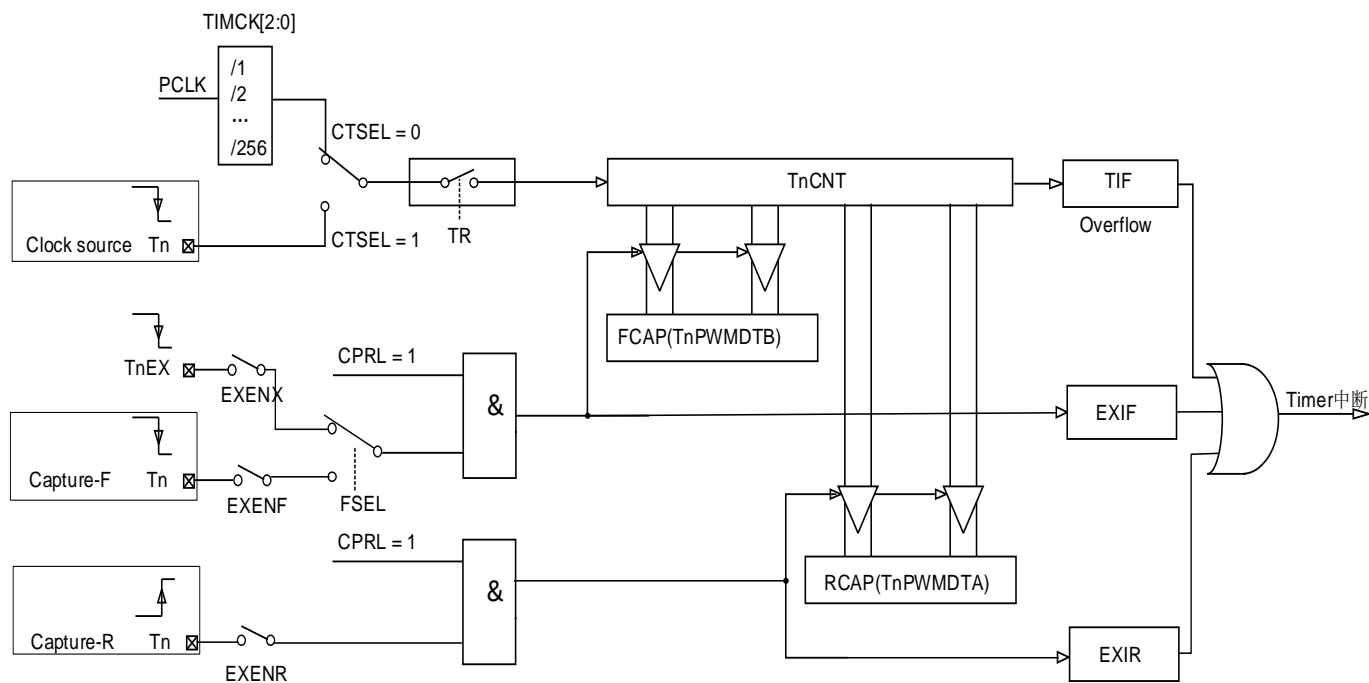 TIMCK[2:0]
/1
PCLK
/2
...
/256
CTSEL = 0
TnCNT
TIF
Clock source Tn
CTSEL = 1
TR
Overflow
FCAP(TnPWMDTB)
TnEX
EXENX
CPRL = 1
&
EXIF
Timer中断
Capture-F Tn
EXENF
FSEL
CPRL = 1
&
RCAP(TnPWMDTA)
Capture-R Tn
EXENR
EXIR